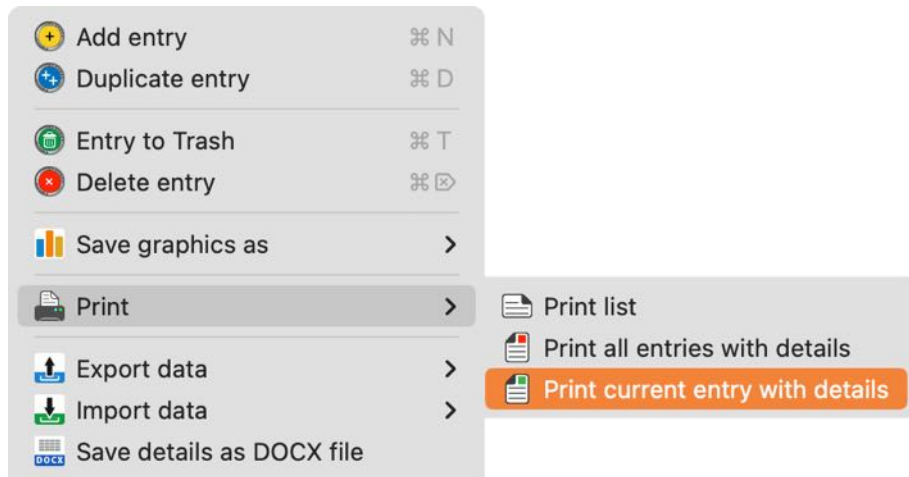 Add entry ⌘ N
Duplicate entry ⌘ D
Entry to Trash ⌘ T
Delete entry ⌘ ⌦
Save graphics as
Print
Print list
Print all entries with details
Print current entry with details
Export data
Import data
DOCX Save details as DOCX file